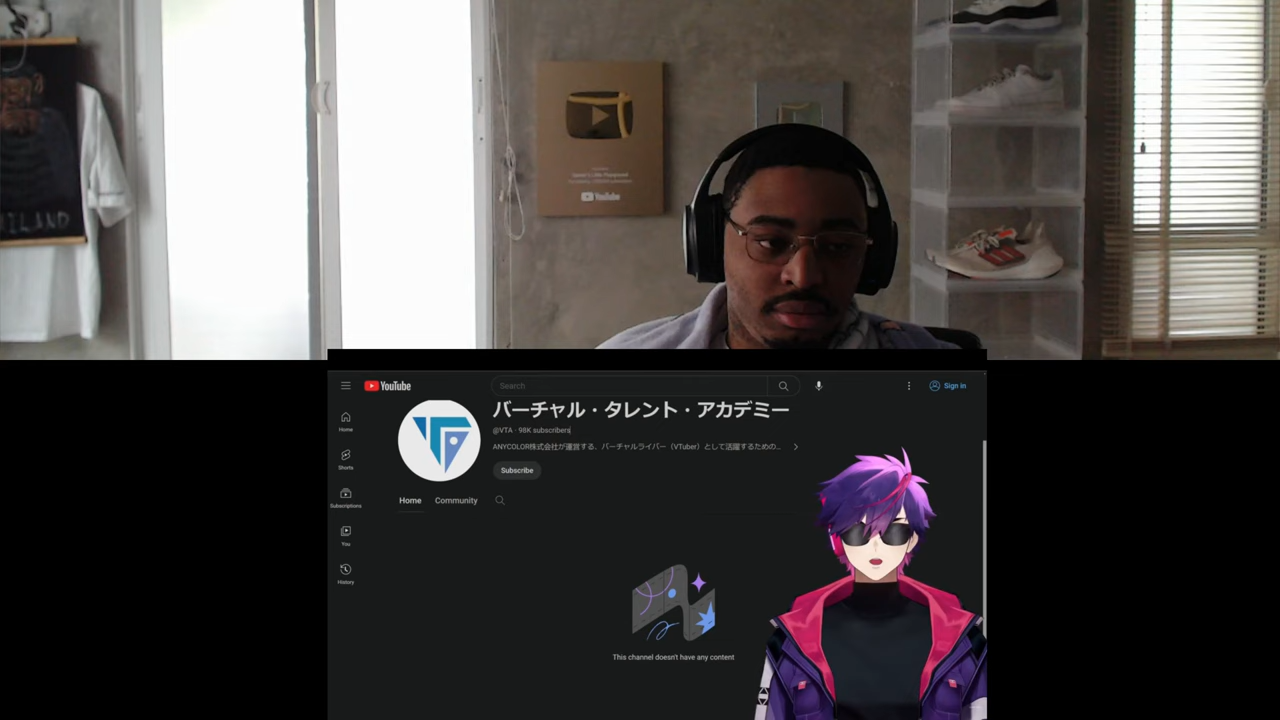 YouTube
YouTube
Search
Sign in
バーチャル・タレント・アカデミー
@VTA · 98K subscribers
ANYCOLOR株式会社が運営する、バーチャルライバー（VTuber）として活躍するための...
Subscribe
Home
Community
Home
Shorts
Subscriptions
You
History
This channel doesn't have any content